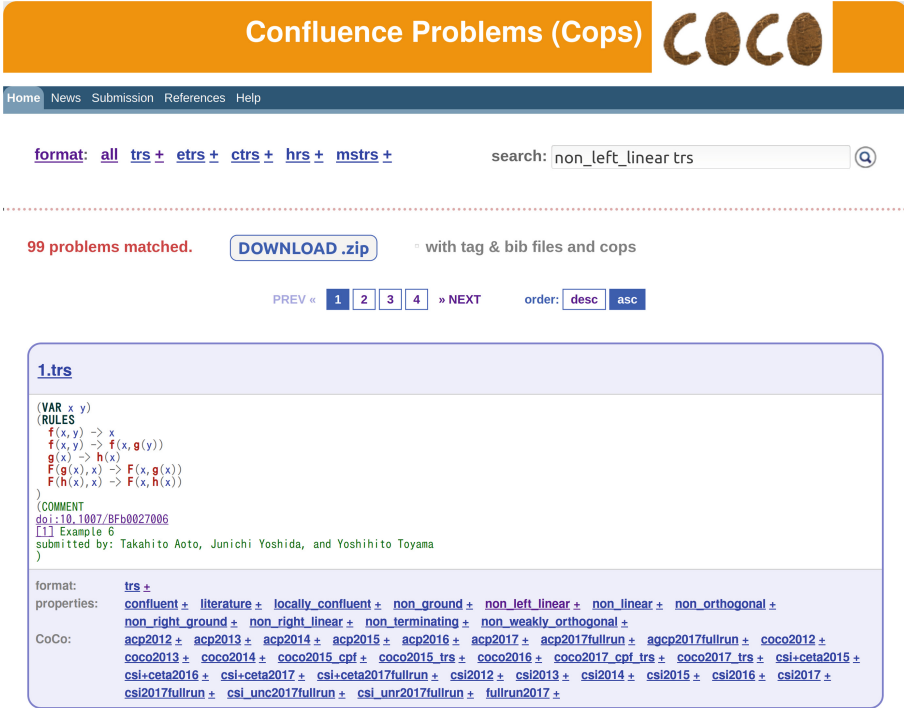 Confluence Problems (Cops) COCO
Home News Submission References Help
format: all trs + etrs + ctrs + hrs + mstrs + search: non_left_linear trs
99 problems matched. DOWNLOAD .zip with tag & bib files and cops
PREV « 1 2 3 4 » NEXT order: desc asc
1.trs
(VAR x y)
(RULES
f(x,y) -> x
f(x,y) -> f(x,g(y))
g(x) -> h(x)
F(g(x),x) -> F(x,g(x))
F(h(x),x) -> F(x,h(x))
)
(COMMENT
doi:10.1007/BFb0027006
[1] Example 6
submitted by: Takahito Aoto, Junichi Yoshida, and Yoshihito Toyama
)
format: trs +
properties: confluent + literature + locally_confluent + non_ground + non_left_linear + non_linear + non_orthogonal +
non_right_ground + non_right_linear + non_terminating + non_weakly_orthogonal +
CoCo: acp2012 + acp2013 + acp2014 + acp2015 + acp2016 + acp2017 + acp2017fullrun + agcp2017fullrun + coco2012 +
coco2013 + coco2014 + coco2015_cpf + coco2015_trs + coco2016 + coco2017_cpf_trs + coco2017_trs + csi+ceta2015 +
csi+ceta2016 + csi+ceta2017 + csi+ceta2017fullrun + csi2012 + csi2013 + csi2014 + csi2015 + csi2016 + csi2017 +
csi2017fullrun + csi_unc2017fullrun + csi_unr2017fullrun + fullrun2017 +